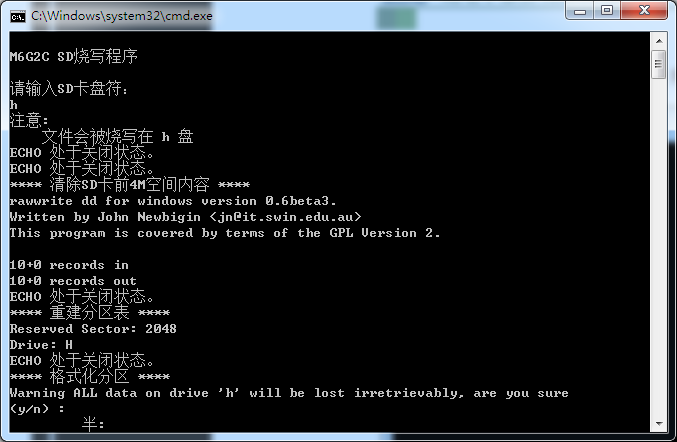 C:\Windows\system32\cmd.exe
M6G2C SD烧写程序
请输入SD卡盘符:
h
注意:
文件会被烧写在 h 盘
ECHO 处于关闭状态。
ECHO 处于关闭状态。
**** 清除SD卡前4M空间内容 ****
rawwrite dd for windows version 0.6beta3.
Written by John Newbigin <jn@it.swin.edu.au>
This program is covered by terms of the GPL Version 2.
10+0 records in
10+0 records out
ECHO 处于关闭状态。
**** 重建分区表 ****
Reserved Sector: 2048
Drive: H
ECHO 处于关闭状态。
**** 格式化分区 ****
Warning ALL data on drive 'h' will be lost irretrievably, are you sure
(y/n) :
半: